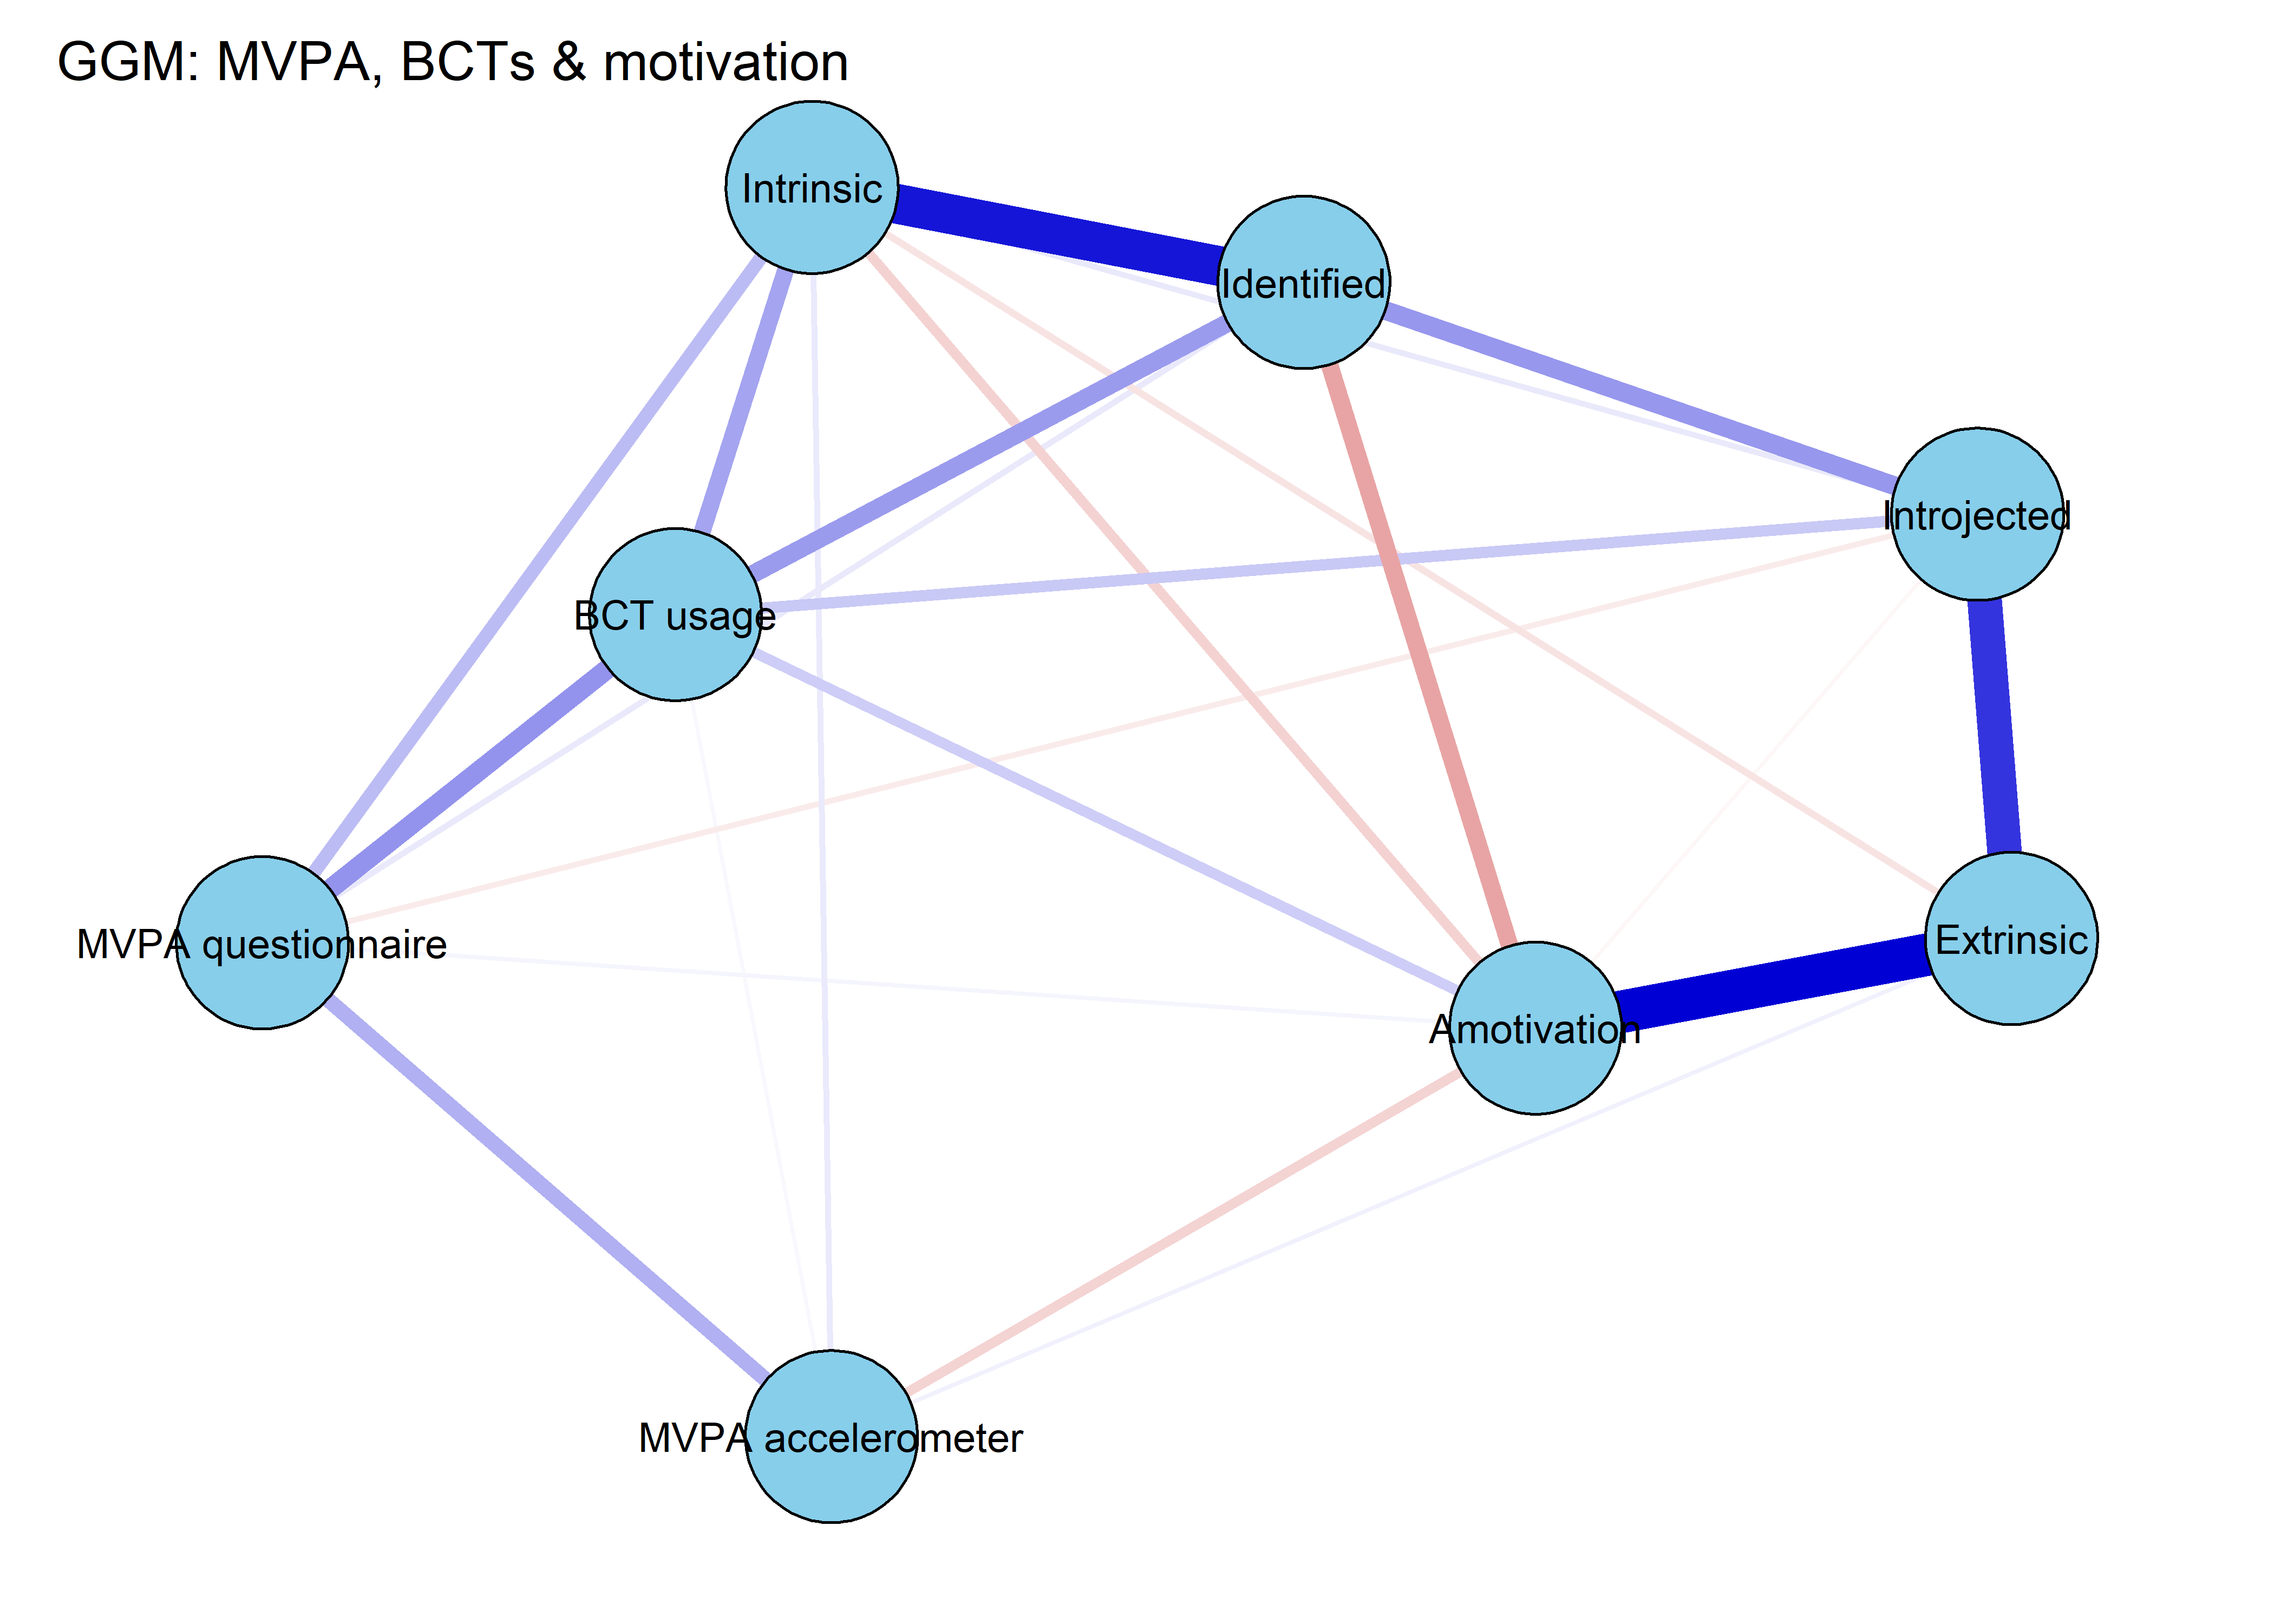 GGM: MVPA, BCTs & motivation
Intrinsic
Identified
Introjected
BCT usage
MVPA questionnaire
Extrinsic
Amotivation
MVPA accelerometer